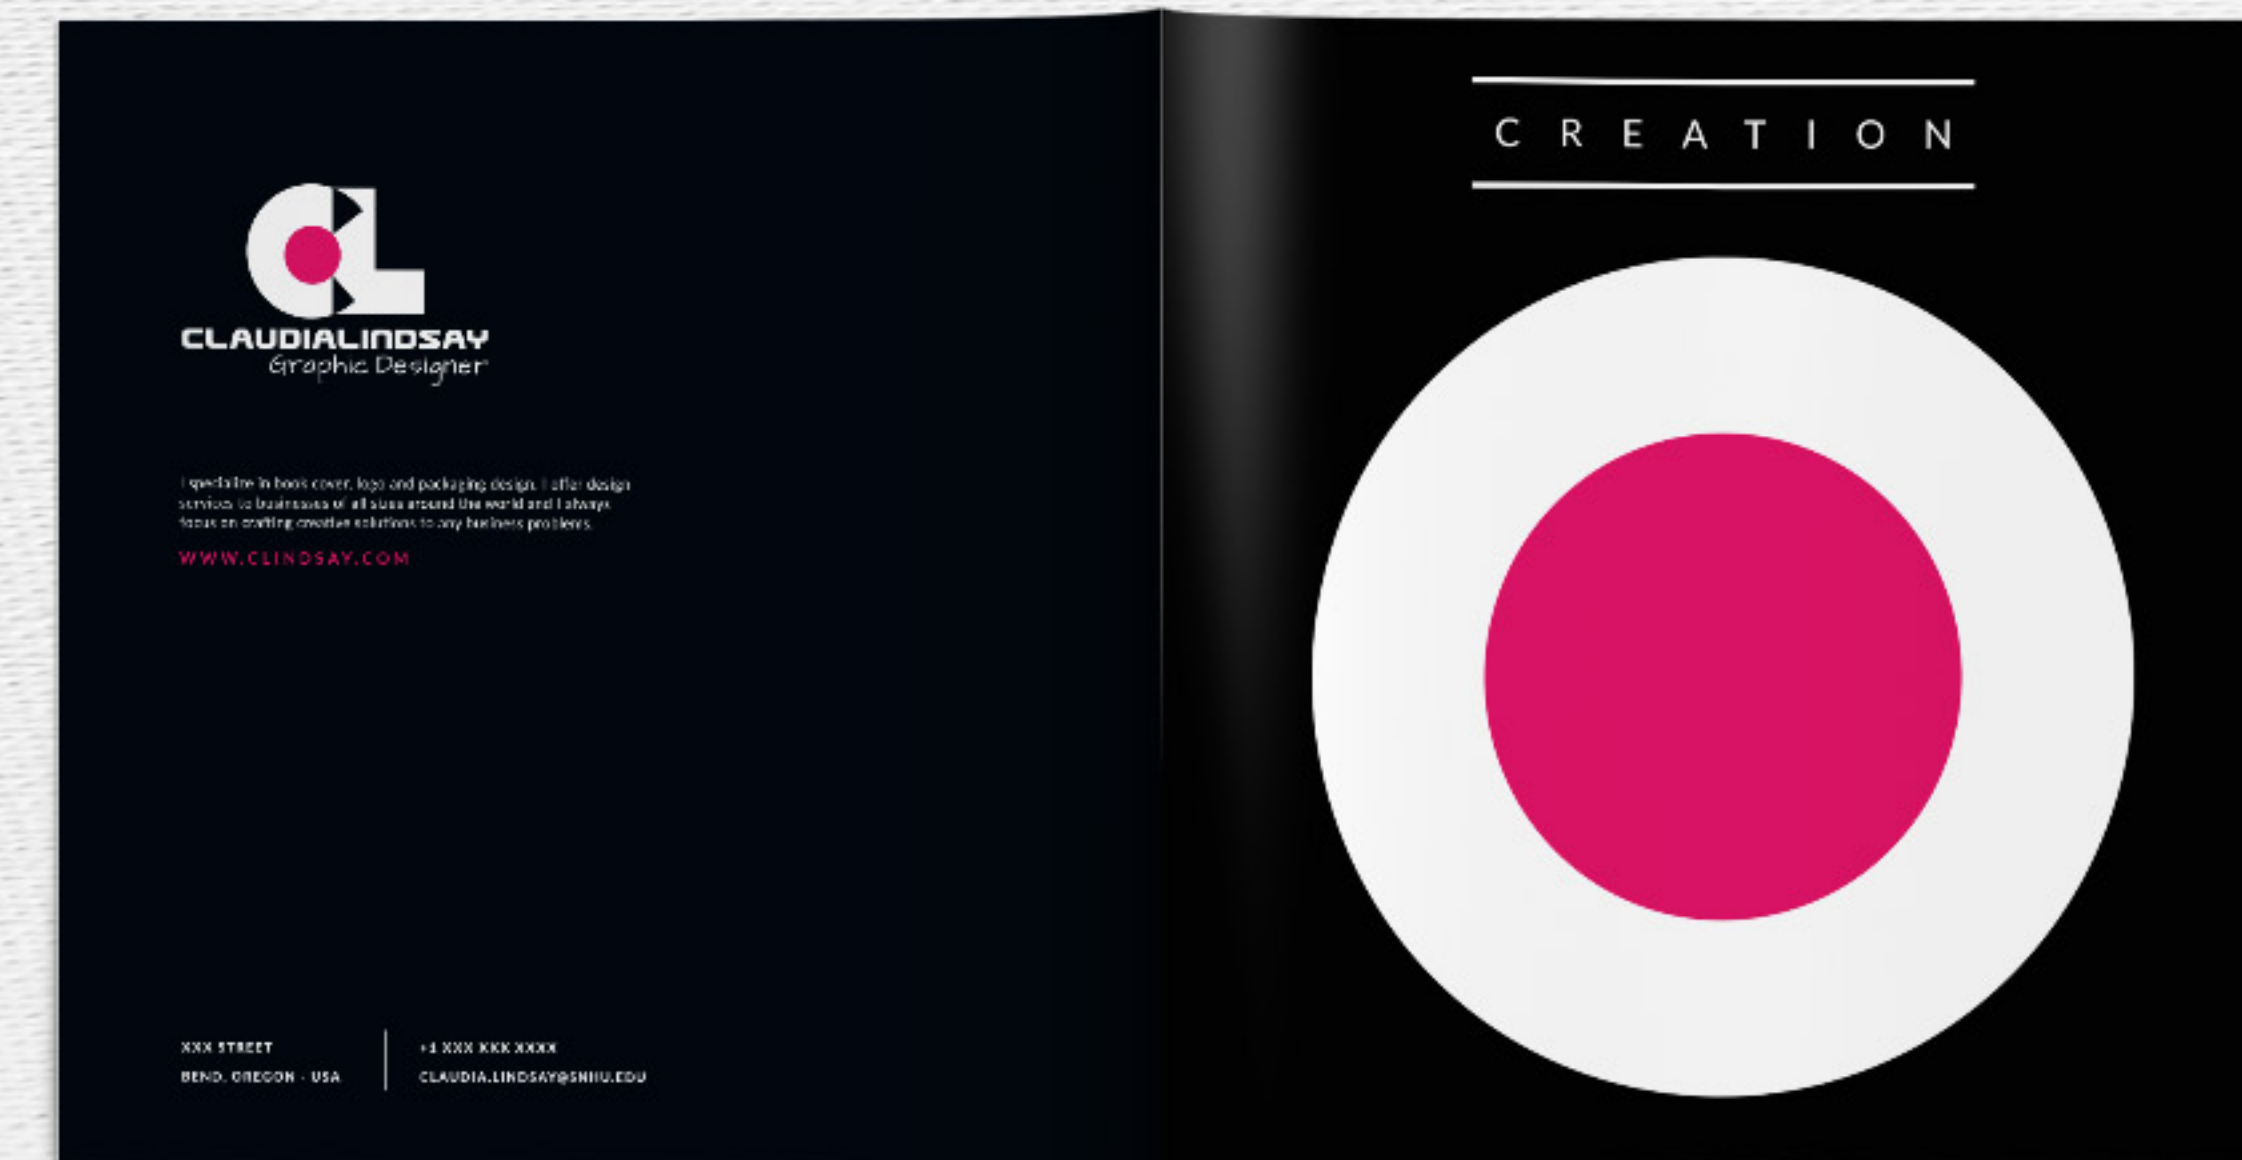 CL
CLAUDIALINDSAY
Graphic Designer
I specialize in book cover, logo and packaging design. I offer design
services to businesses of all sizes around the world and I always
focus on crafting creative solutions to any business problems.
WWW.CLINDSAY.COM
XXX STREET
BEND, OREGON - USA
+1 XXX XXX XXXX
CLAUDIA.LINDSAY@SNHU.EDU
CREATION